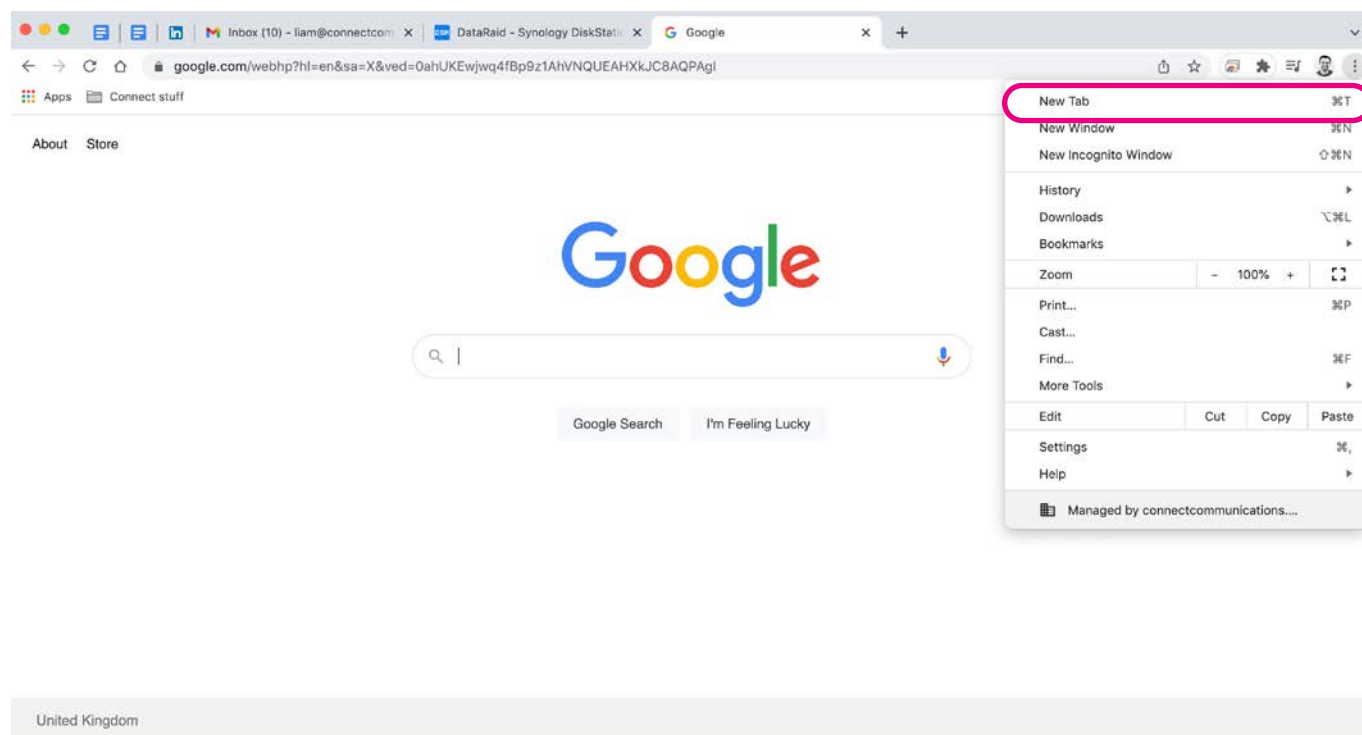 Inbox (10) - liam@connectcom
DSM
DataRaid - Synology DiskStati
G Google
google.com/webhp?hl=en&sa=X&ved=0ahUKEwjwq4fBp9z1AhVNQUEAHXkJC8AQPAgI
Apps Connect stuff
About Store
New Tab ⌘T
New Window ⌘N
New Incognito Window ⇧⌘N
History
Downloads ⌥⌘L
Bookmarks
Zoom - 100% +
Print... ⌘P
Cast...
Find... ⌘F
More Tools
Edit Cut Copy Paste
Settings ⌘,
Help
Managed by connectcommunications....
Google
Google Search I'm Feeling Lucky
United Kingdom